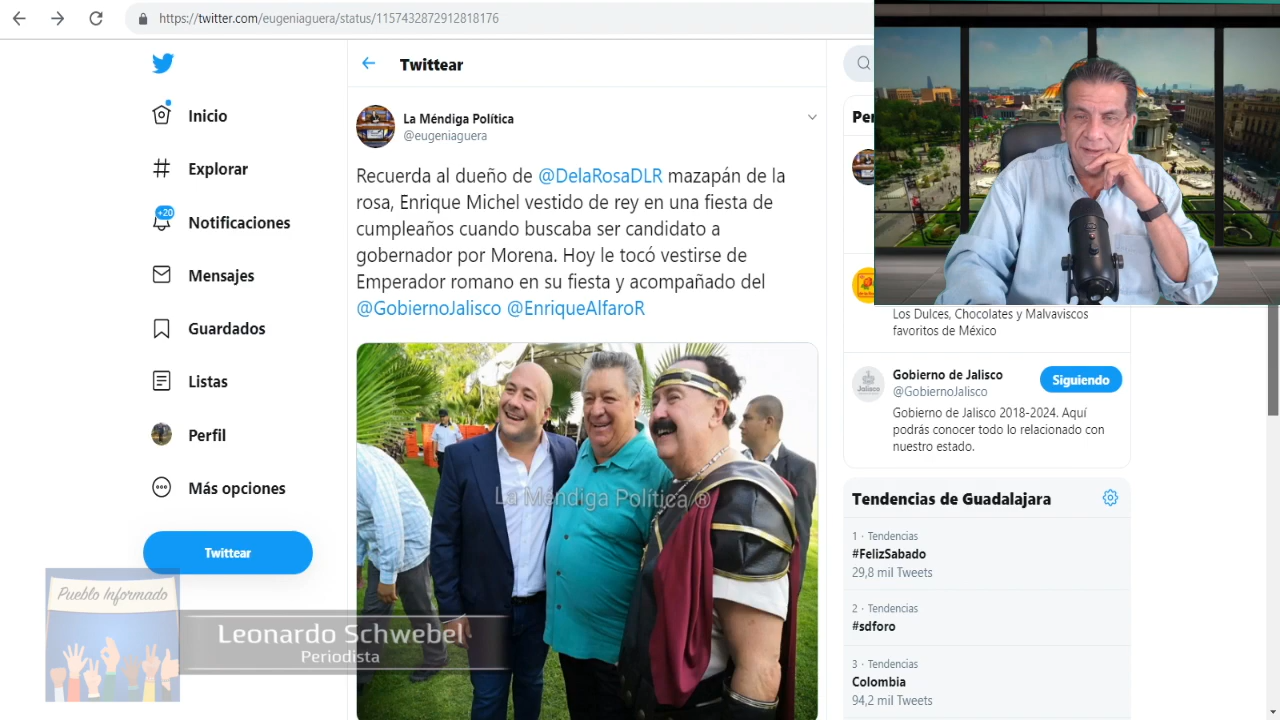 https://twitter.com/eugeniaguera/status/1157432872912818176
Twittear
Inicio
Explorar
+20
Notificaciones
Mensajes
Guardados
Listas
Perfil
Más opciones
Twittear
La Méndiga Política
@eugeniaguera
Recuerda al dueño de @DelaRosaDLR mazapán de la
rosa, Enrique Michel vestido de rey en una fiesta de
cumpleaños cuando buscaba ser candidato a
gobernador por Morena. Hoy le tocó vestirse de
Emperador romano en su fiesta y acompañado del
@GobiernoJalisco @EnriqueAlfaroR
La Méndiga Política ®
Per
Los Dulces, Chocolates y Malvaviscos
favoritos de México
Jalisco
Gobierno de Jalisco
@GobiernoJalisco
Siguiendo
Gobierno de Jalisco 2018-2024. Aquí
podrás conocer todo lo relacionado con
nuestro estado.
Tendencias de Guadalajara
1 · Tendencias
#FelizSabado
29,8 mil Tweets
2 · Tendencias
#sdforo
3 · Tendencias
Colombia
94,2 mil Tweets
Pueblo Informado
Leonardo Schwebel
Periodista